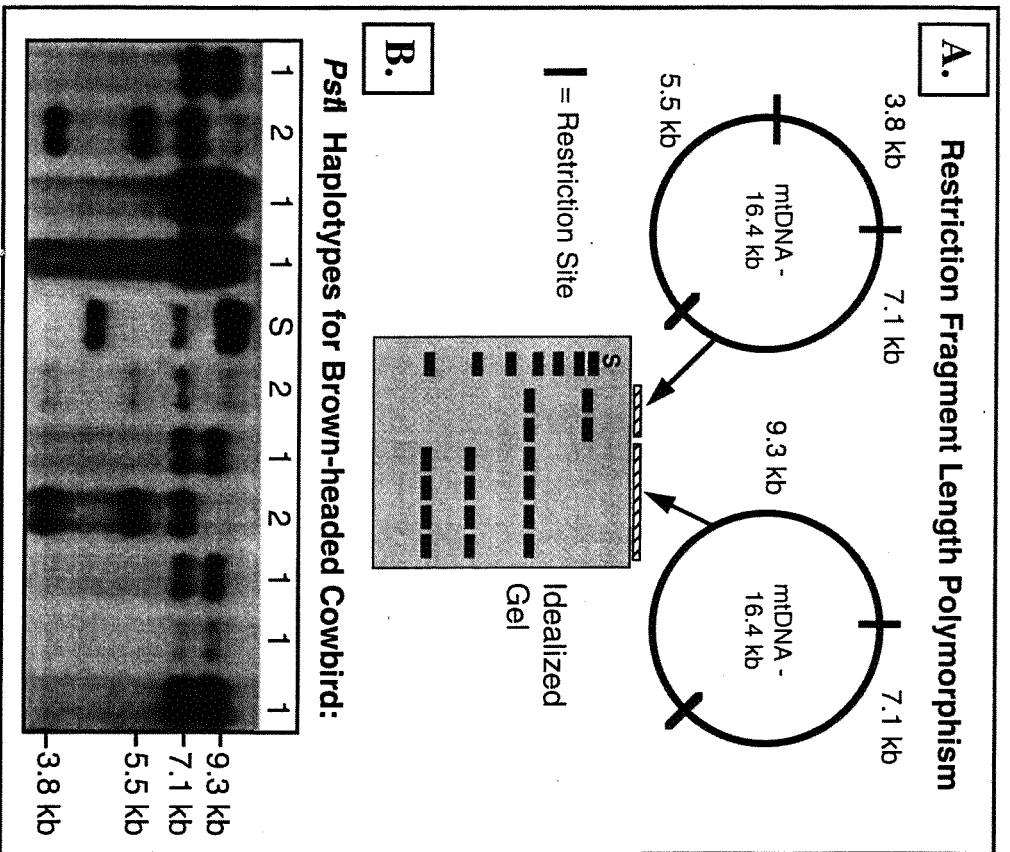 A.
Restriction Fragment Length Polymorphism
3.8 kb
7.1 kb
mtDNA -
16.4 kb
5.5 kb
9.3 kb
7.1 kb
mtDNA -
16.4 kb
= Restriction Site
S
Idealized
Gel
B.
PstI Haplotypes for Brown-headed Cowbird:
1 2 1 1 S 2 1 2 1 1 1
9.3 kb
7.1 kb
5.5 kb
3.8 kb